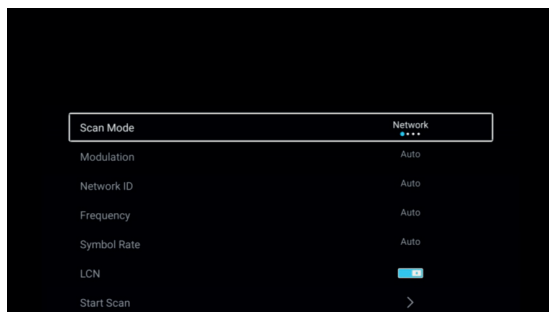 Scan Mode Network
Modulation Auto
Network ID Auto
Frequency Auto
Symbol Rate Auto
LCN
Start Scan